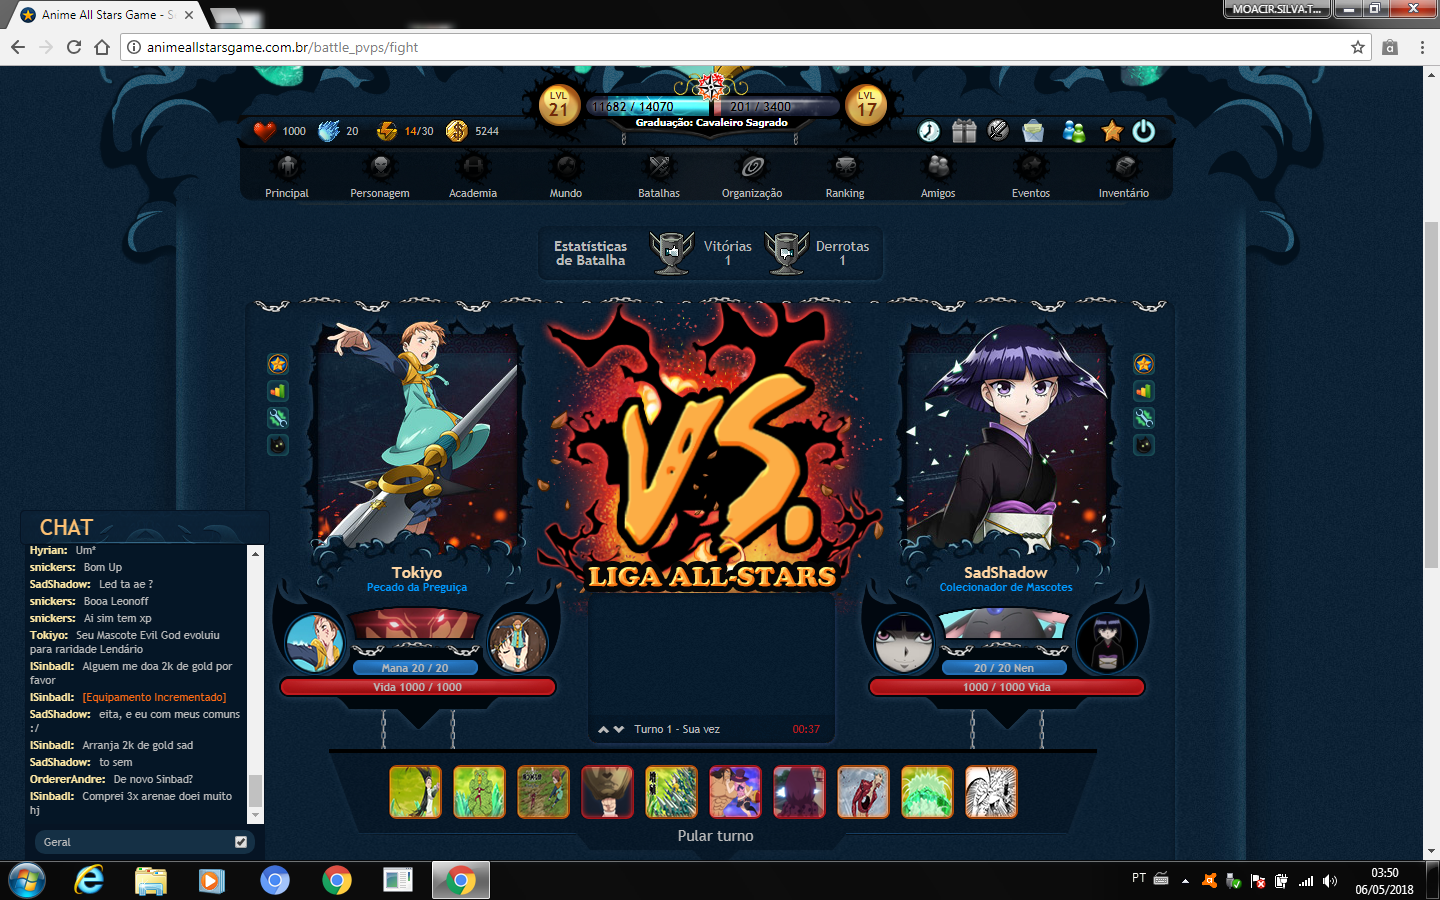 Anime All Stars Game - S
MOACIR.SILVA.T...
animeallstarsgame.com.br/battle_pvps/fight
LVL
21
11682 / 14070
201 / 3400
LVL
17
Graduação: Cavaleiro Sagrado
1000
20
14/30
5244
Principal
Personagem
Academia
Mundo
Batalhas
Organização
Ranking
Amigos
Eventos
Inventário
Estatísticas
de Batalha
Vitórias
1
Derrotas
1
VS.
LIGA ALL-STARS
Tokiyo
Pecado da Preguiça
Mana 20 / 20
Vida 1000 / 1000
SadShadow
Colecionador de Mascotes
20 / 20 Nen
1000 / 1000 Vida
Turno 1 - Sua vez
00:37
Pular turno
CHAT
Hyrian: Um*
snickers: Bom Up
SadShadow: Led ta ae ?
snickers: Booa Leonoff
snickers: Ai sim tem xp
Tokiyo: Seu Mascote Evil God evoluiu
para raridade Lendário
ISinbadI: Alguem me doa 2k de gold por
favor
ISinbadI: [Equipamento Incrementado]
SadShadow: eita, e eu com meus comuns
:/
ISinbadI: Arranja 2k de gold sad
SadShadow: to sem
OrdererAndre: De novo Sinbad?
ISinbadI: Comprei 3x arenae doei muito
hj
Geral
PT
03:50
06/05/2018